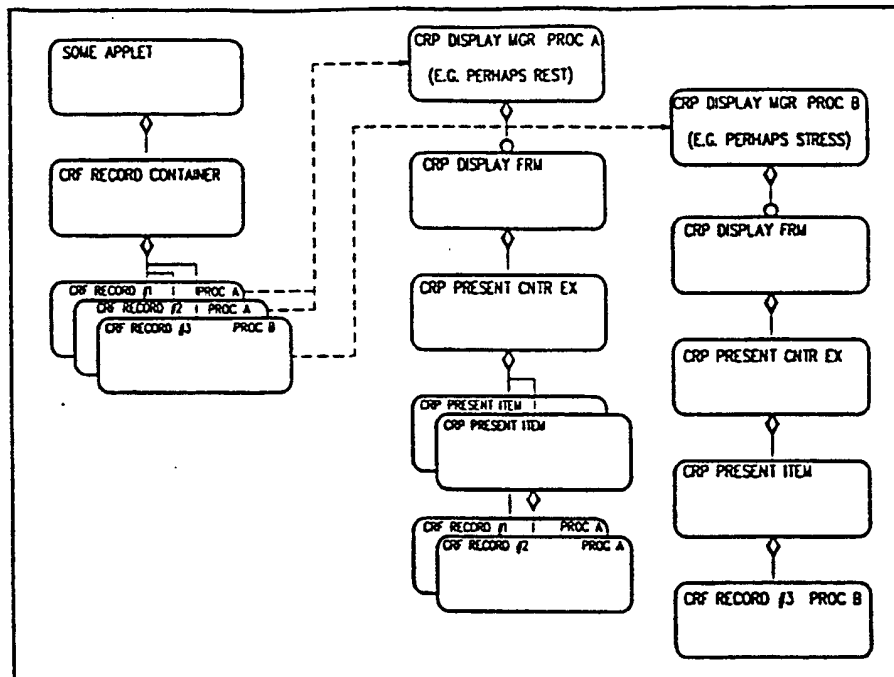 SOME APPLET
CRF RECORD CONTAINER
CRF RECORD #1 PROC A
CRF RECORD #2 PROC A
CRF RECORD #3 PROC B
CRP DISPLAY MGR PROC A
(E.G. PERHAPS REST)
CRP DISPLAY FRM
CRP PRESENT CNTR EX
CRP PRESENT ITEM
CRP PRESENT ITEM
CRF RECORD #1 PROC A
CRF RECORD #2 PROC A
CRP DISPLAY MGR PROC B
(E.G. PERHAPS STRESS)
CRP DISPLAY FRM
CRP PRESENT CNTR EX
CRP PRESENT ITEM
CRF RECORD #3 PROC B